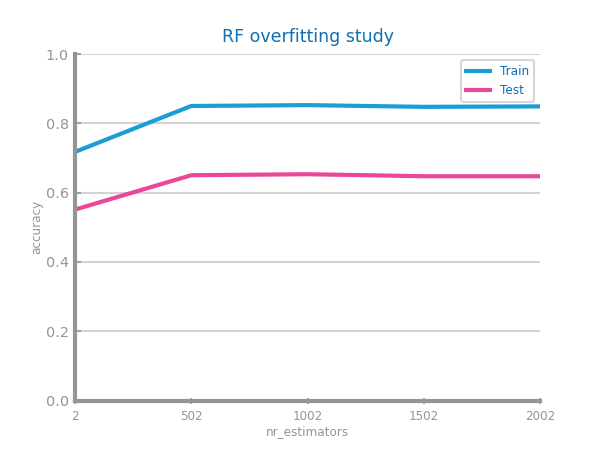 RF overfitting study
1.0
0.8
0.6
0.4
0.2
0.0
accuracy
Train
Test
2 502 1002 1502 2002
nr_estimators